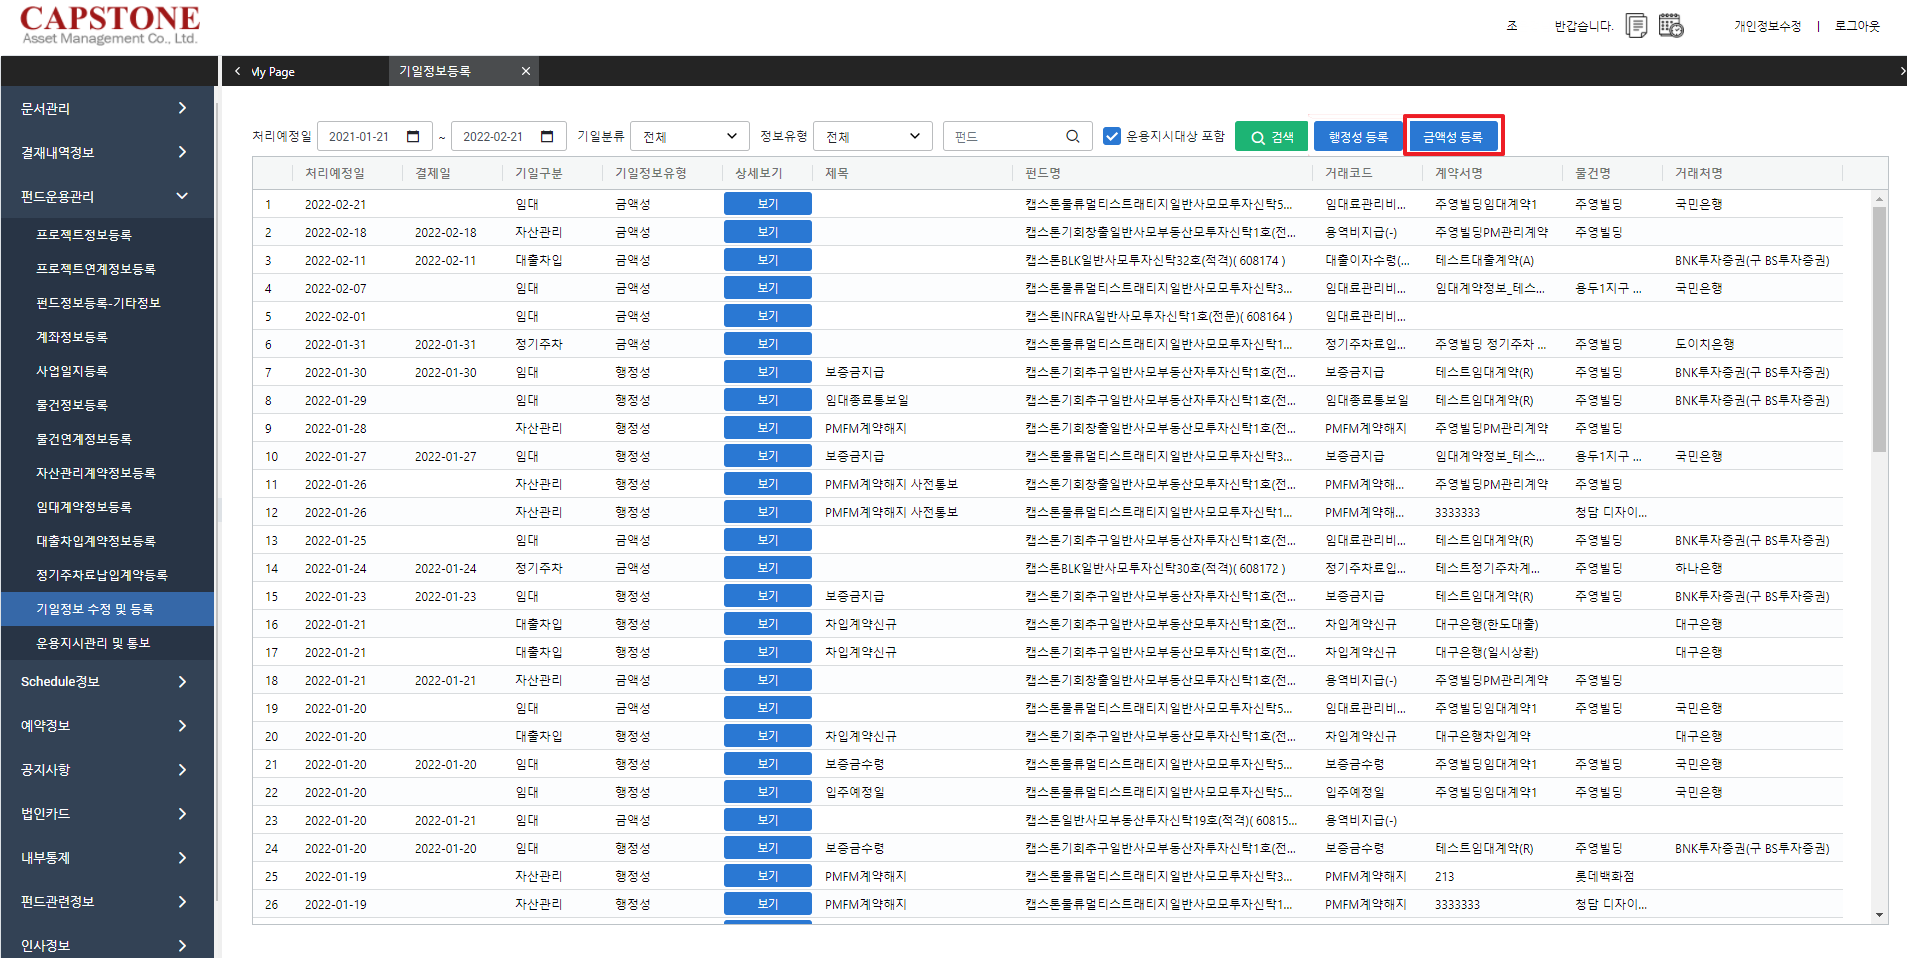 CAPSTONE
Asset Management Co., Ltd.
조 반갑습니다. 개인정보수정 | 로그아웃
My Page 기일정보등록
문서관리
결재내역정보
펀드운용관리
프로젝트정보등록
프로젝트연계정보등록
펀드정보등록-기타정보
계좌정보등록
사업일지등록
물건정보등록
물건연계정보등록
자산관리계약정보등록
임대계약정보등록
대출차입계약정보등록
정기주차료납입계약등록
기일정보 수정 및 등록
운용지시관리 및 통보
Schedule정보
예약정보
공지사항
법인카드
내부통제
펀드관련정보
인사정보
처리예정일 2021-01-21 ~ 2022-02-21 기일분류 전체 정보유형 전체 펀드 운용지시대상 포함 검색 행정성 등록 금액성 등록
처리예정일 결제일 기일구분 기일정보유형 상세보기 제목 펀드명 거래코드 계약서명 물건명 거래처명
1 2022-02-21 임대 금액성 보기 캡스톤물류멀티스트래티지일반사모투자신탁5... 임대료관리비... 주영빌딩임대계약1 주영빌딩 국민은행
2 2022-02-18 2022-02-18 자산관리 금액성 보기 캡스톤기회창출일반사모부동산모투자신탁1호(전... 용역비지급(-) 주영빌딩PM관리계약 주영빌딩
3 2022-02-11 2022-02-11 대출차입 금액성 보기 캡스톤BLK일반사모투자신탁32호(적격)( 608174 ) 대출이자수령(... 테스트대출계약(A) BNK투자증권(구 BS투자증권)
4 2022-02-07 임대 금액성 보기 캡스톤물류멀티스트래티지일반사모투자신탁3... 임대료관리비... 임대계약정보_테스... 용두1지구 ... 국민은행
5 2022-02-01 임대 금액성 보기 캡스톤INFRA일반사모투자신탁1호(전문)( 608164 ) 임대료관리비...
6 2022-01-31 2022-01-31 정기주차 금액성 보기 캡스톤물류멀티스트래티지일반사모모투자신탁1... 정기주차료입... 주영빌딩 정기주차 ... 주영빌딩 도이치은행
7 2022-01-30 2022-01-30 임대 행정성 보기 보증금지급 캡스톤기회추구일반사모부동산자투자신탁1호(전... 보증금지급 테스트임대계약(R) 주영빌딩 BNK투자증권(구 BS투자증권)
8 2022-01-29 임대 행정성 보기 임대종료통보일 캡스톤기회추구일반사모부동산자투자신탁1호(전... 임대종료통보일 테스트임대계약(R) 주영빌딩 BNK투자증권(구 BS투자증권)
9 2022-01-28 자산관리 행정성 보기 PMFM계약해지 캡스톤기회창출일반사모부동산모투자신탁1호(전... PMFM계약해지 주영빌딩PM관리계약 주영빌딩
10 2022-01-27 2022-01-27 임대 행정성 보기 보증금지급 캡스톤물류멀티스트래티지일반사모투자신탁3... 보증금지급 임대계약정보_테스... 용두1지구 ... 국민은행
11 2022-01-26 자산관리 행정성 보기 PMFM계약해지 사전통보 캡스톤기회창출일반사모부동산모투자신탁1호(전... PMFM계약해... 주영빌딩PM관리계약 주영빌딩
12 2022-01-26 자산관리 행정성 보기 PMFM계약해지 사전통보 캡스톤물류멀티스트래티지일반사모모투자신탁1... PMFM계약해... 3333333 청담 디자이...
13 2022-01-25 임대 금액성 보기 캡스톤기회추구일반사모부동산자투자신탁1호(전... 임대료관리비... 테스트임대계약(R) 주영빌딩 BNK투자증권(구 BS투자증권)
14 2022-01-24 2022-01-24 정기주차 금액성 보기 캡스톤BLK일반사모투자신탁30호(적격)( 608172 ) 정기주차료입... 테스트정기주차계... 주영빌딩 하나은행
15 2022-01-23 2022-01-23 임대 행정성 보기 보증금지급 캡스톤기회추구일반사모부동산자투자신탁1호(전... 보증금지급 테스트임대계약(R) 주영빌딩 BNK투자증권(구 BS투자증권)
16 2022-01-21 대출차입 행정성 보기 차입계약신규 캡스톤기회추구일반사모부동산모투자신탁1호(전... 차입계약신규 대구은행(한도대출) 대구은행
17 2022-01-21 대출차입 행정성 보기 차입계약신규 캡스톤기회추구일반사모부동산모투자신탁1호(전... 차입계약신규 대구은행(일시상환) 대구은행
18 2022-01-21 2022-01-21 자산관리 금액성 보기 캡스톤기회창출일반사모부동산모투자신탁1호(전... 용역비지급(-) 주영빌딩PM관리계약 주영빌딩
19 2022-01-20 임대 금액성 보기 캡스톤물류멀티스트래티지일반사모모투자신탁5... 임대료관리비... 주영빌딩임대계약1 주영빌딩 국민은행
20 2022-01-20 대출차입 행정성 보기 차입계약신규 캡스톤기회추구일반사모부동산모투자신탁1호(전... 차입계약신규 대구은행차입계약 대구은행
21 2022-01-20 2022-01-20 임대 행정성 보기 보증금수령 캡스톤물류멀티스트래티지일반사모모투자신탁5... 보증금수령 주영빌딩임대계약1 주영빌딩 국민은행
22 2022-01-20 임대 행정성 보기 입주예정일 캡스톤물류멀티스트래티지일반사모모투자신탁5... 입주예정일 주영빌딩임대계약1 주영빌딩 국민은행
23 2022-01-20 2022-01-21 임대 금액성 보기 캡스톤일반사모부동산투자신탁19호(적격)( 60815... 용역비지급(-)
24 2022-01-20 2022-01-20 임대 행정성 보기 보증금수령 캡스톤기회추구일반사모부동산자투자신탁1호(전... 보증금수령 테스트임대계약(R) 주영빌딩 BNK투자증권(구 BS투자증권)
25 2022-01-19 자산관리 행정성 보기 PMFM계약해지 캡스톤물류멀티스트래티지일반사모투자신탁3... PMFM계약해지 213 롯데백화점
26 2022-01-19 자산관리 행정성 보기 PMFM계약해지 캡스톤물류멀티스트래티지일반사모모투자신탁1... PMFM계약해지 3333333 청담 디자이...